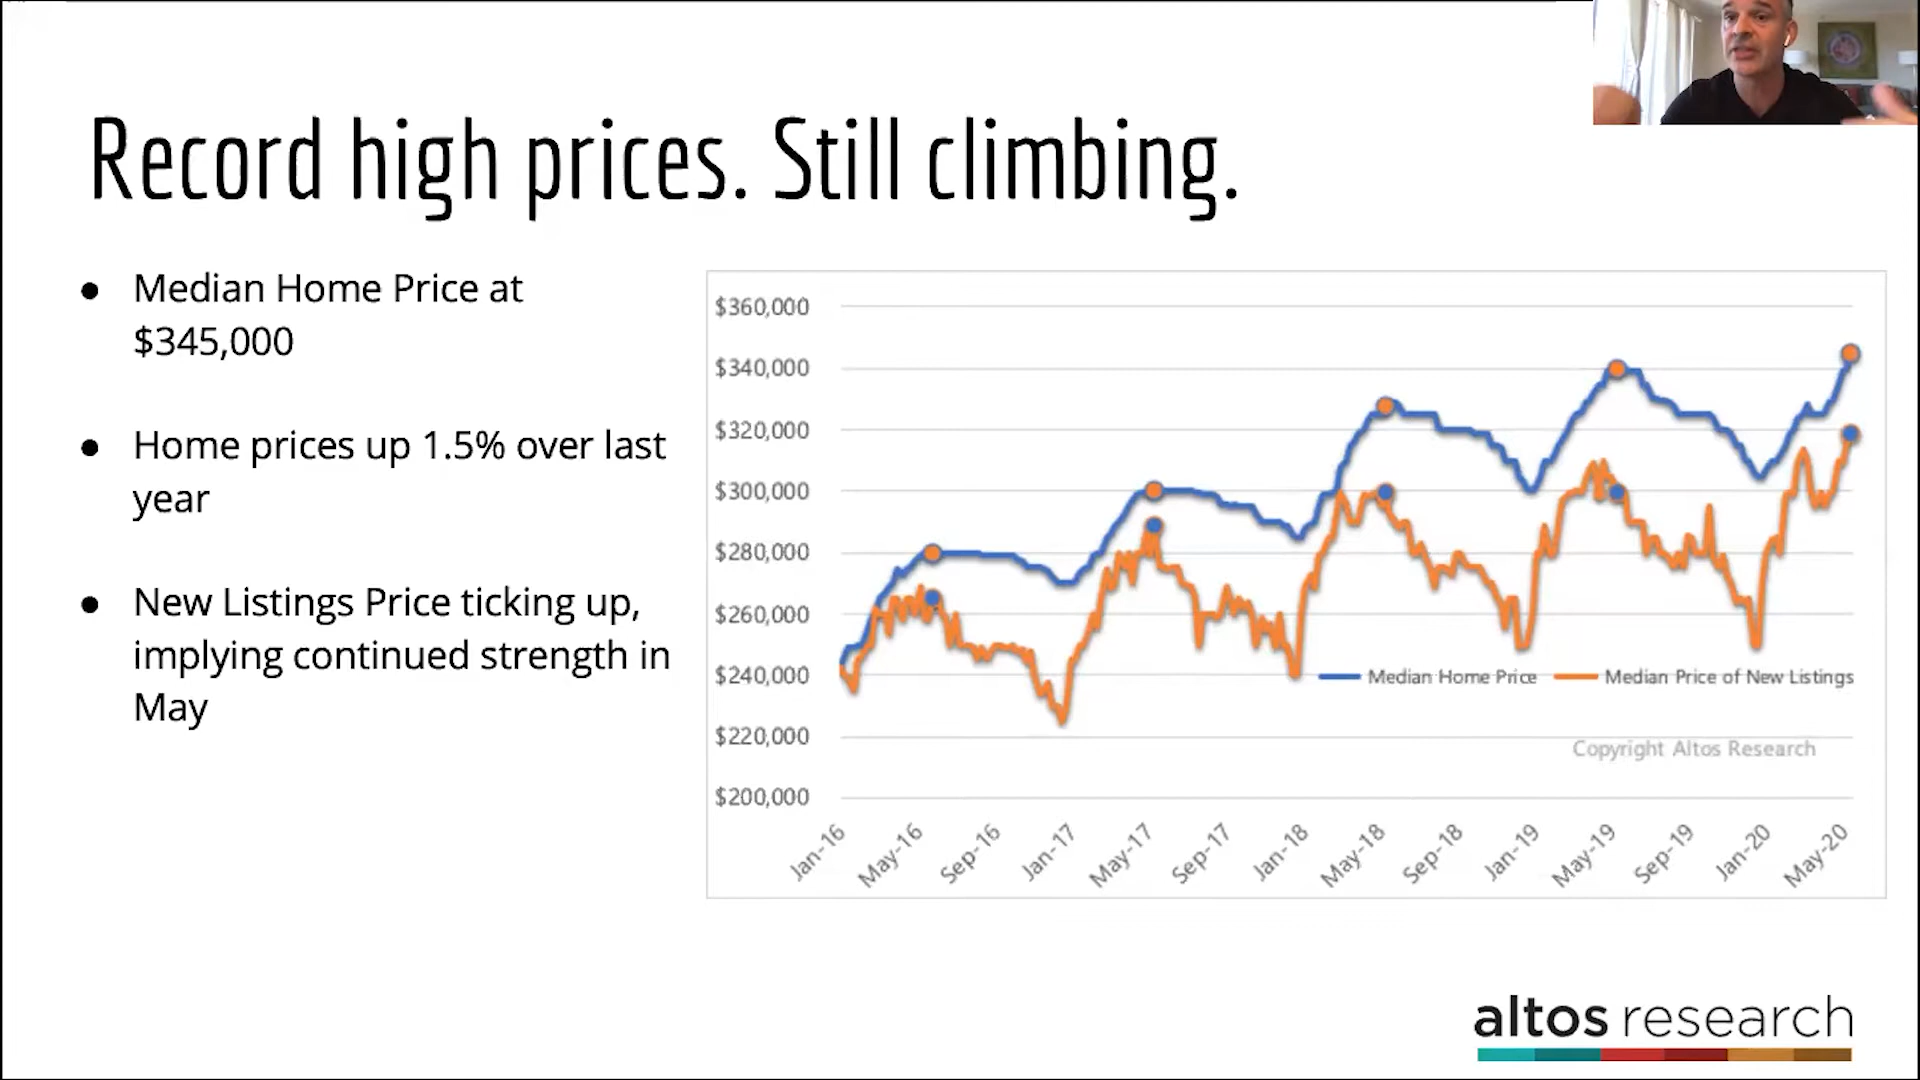 Record high prices. Still climbing.
● Median Home Price at
$345,000
● Home prices up 1.5% over last
year
● New Listings Price ticking up,
implying continued strength in
May
$360,000
$340,000
$320,000
$300,000
$280,000
$260,000
$240,000
$220,000
$200,000
Median Home Price
Median Price of New Listings
Copyright Altos Research
Jan-16
May-16
Sep-16
Jan-17
May-17
Sep-17
Jan-18
May-18
Sep-18
Jan-19
May-19
Sep-19
Jan-20
May-20
altos research